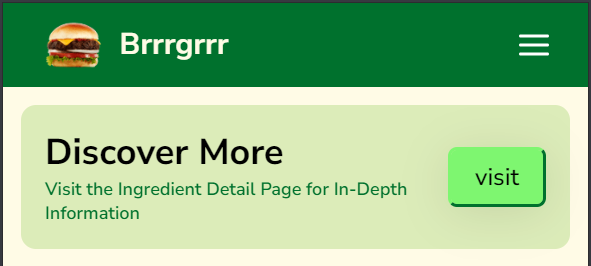 Brrrgrrr
Discover More
Visit the Ingredient Detail Page for In-Depth
Information
visit